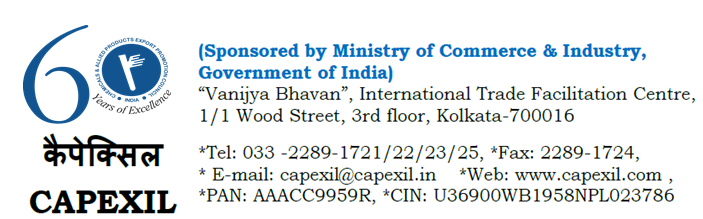 60
CHEMICALS & ALLIED PRODUCTS EXPORT PROMOTION COUNCIL
INDIA
Years of Excellence
कैपेक्सिल
CAPEXIL
(Sponsored by Ministry of Commerce & Industry,
Government of India)
“Vanijya Bhavan”, International Trade Facilitation Centre,
1/1 Wood Street, 3rd floor, Kolkata-700016
*Tel: 033 -2289-1721/22/23/25, *Fax: 2289-1724,
* E-mail: capexil@capexil.in *Web: www.capexil.com ,
*PAN: AAACC9959R, *CIN: U36900WB1958NPL023786